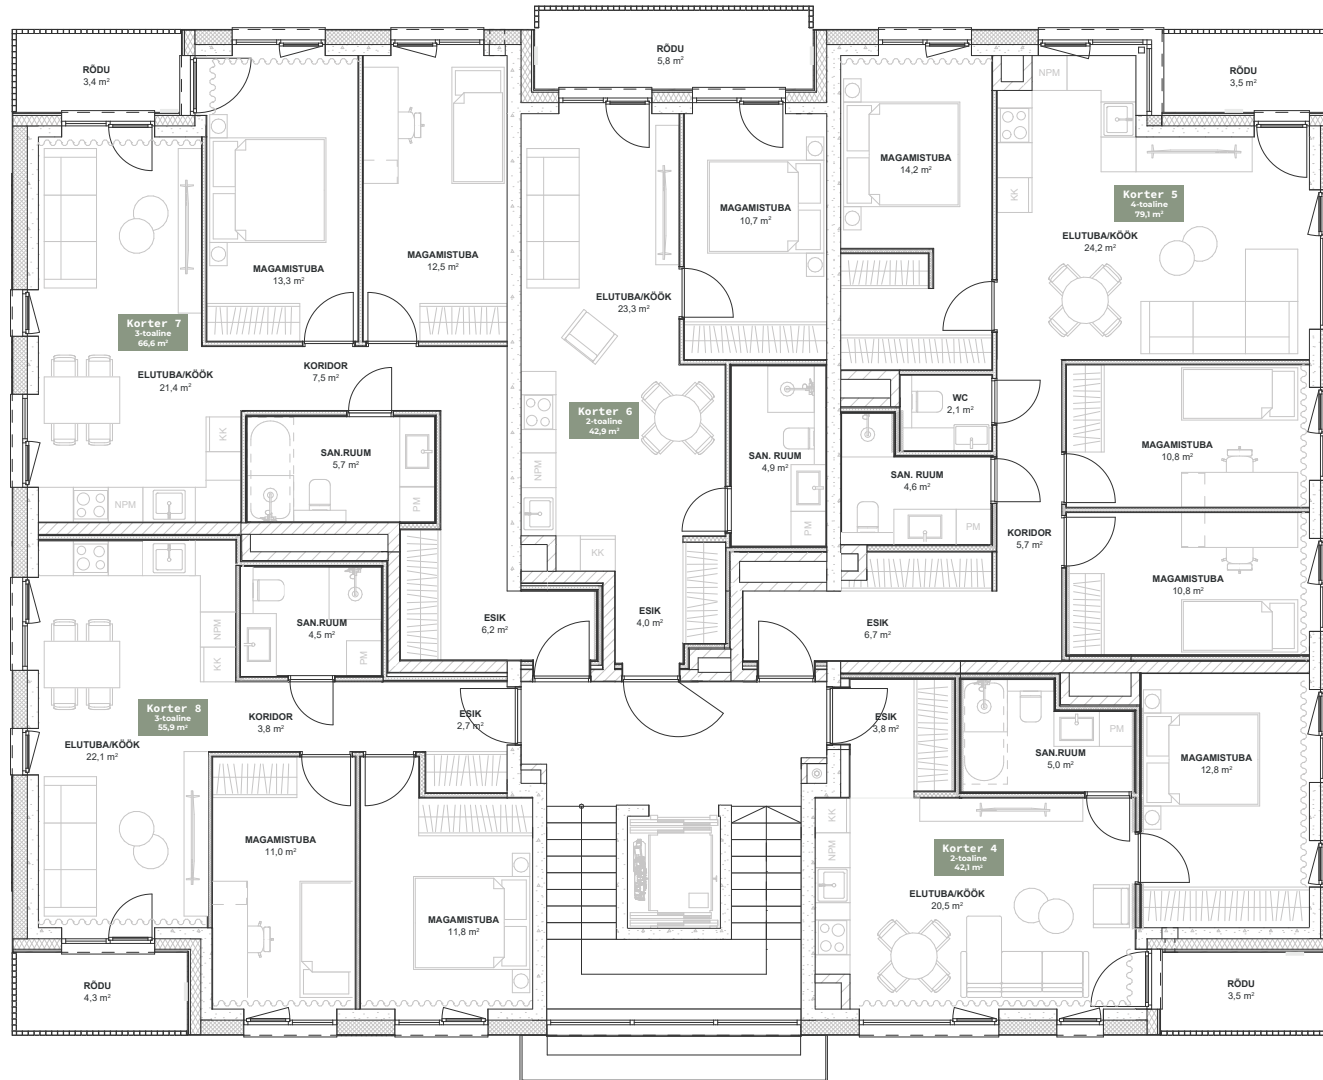 RÕDU
3,4 m²
RÕDU
5,8 m²
NPM
RÕDU
3,5 m²
MAGAMISTUBA
13,3 m²
MAGAMISTUBA
12,5 m²
MAGAMISTUBA
10,7 m²
MAGAMISTUBA
14,2 m²
KK
Korter 5
4-toaline
79,1 m²
ELUTUBA/KÖÖK
24,2 m²
Korter 7
3-toaline
66,6 m²
ELUTUBA/KÖÖK
21,4 m²
KORIDOR
7,5 m²
ELUTUBA/KÖÖK
23,3 m²
Korter 6
2-toaline
42,9 m²
WC
2,1 m²
KK
SAN.RUUM
5,7 m²
PM
NPM
NPM
KK
SAN. RUUM
4,9 m²
PM
SAN. RUUM
4,6 m²
PM
MAGAMISTUBA
10,8 m²
KORIDOR
5,7 m²
MAGAMISTUBA
10,8 m²
NPM
KK
SAN.RUUM
4,5 m²
PM
ESIK
6,2 m²
ESIK
4,0 m²
ESIK
6,7 m²
Korter 8
3-toaline
55,9 m²
ELUTUBA/KÖÖK
22,1 m²
KORIDOR
3,8 m²
ESIK
2,7 m²
ESIK
3,8 m²
PM
SAN.RUUM
5,0 m²
MAGAMISTUBA
12,8 m²
KK
NPM
MAGAMISTUBA
11,0 m²
MAGAMISTUBA
11,8 m²
Korter 4
2-toaline
42,1 m²
ELUTUBA/KÖÖK
20,5 m²
RÕDU
4,3 m²
RÕDU
3,5 m²